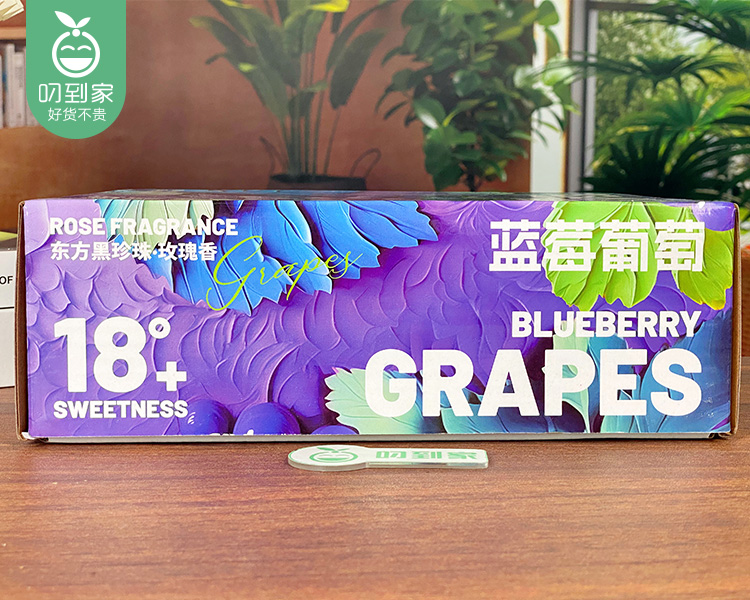 叨到家
好货不贵
ROSE FRAGRANCE
东方黑珍珠·玫瑰香
Grapes
蓝莓葡萄
18°+
SWEETNESS
BLUEBERRY
GRAPES
叨到家
OF